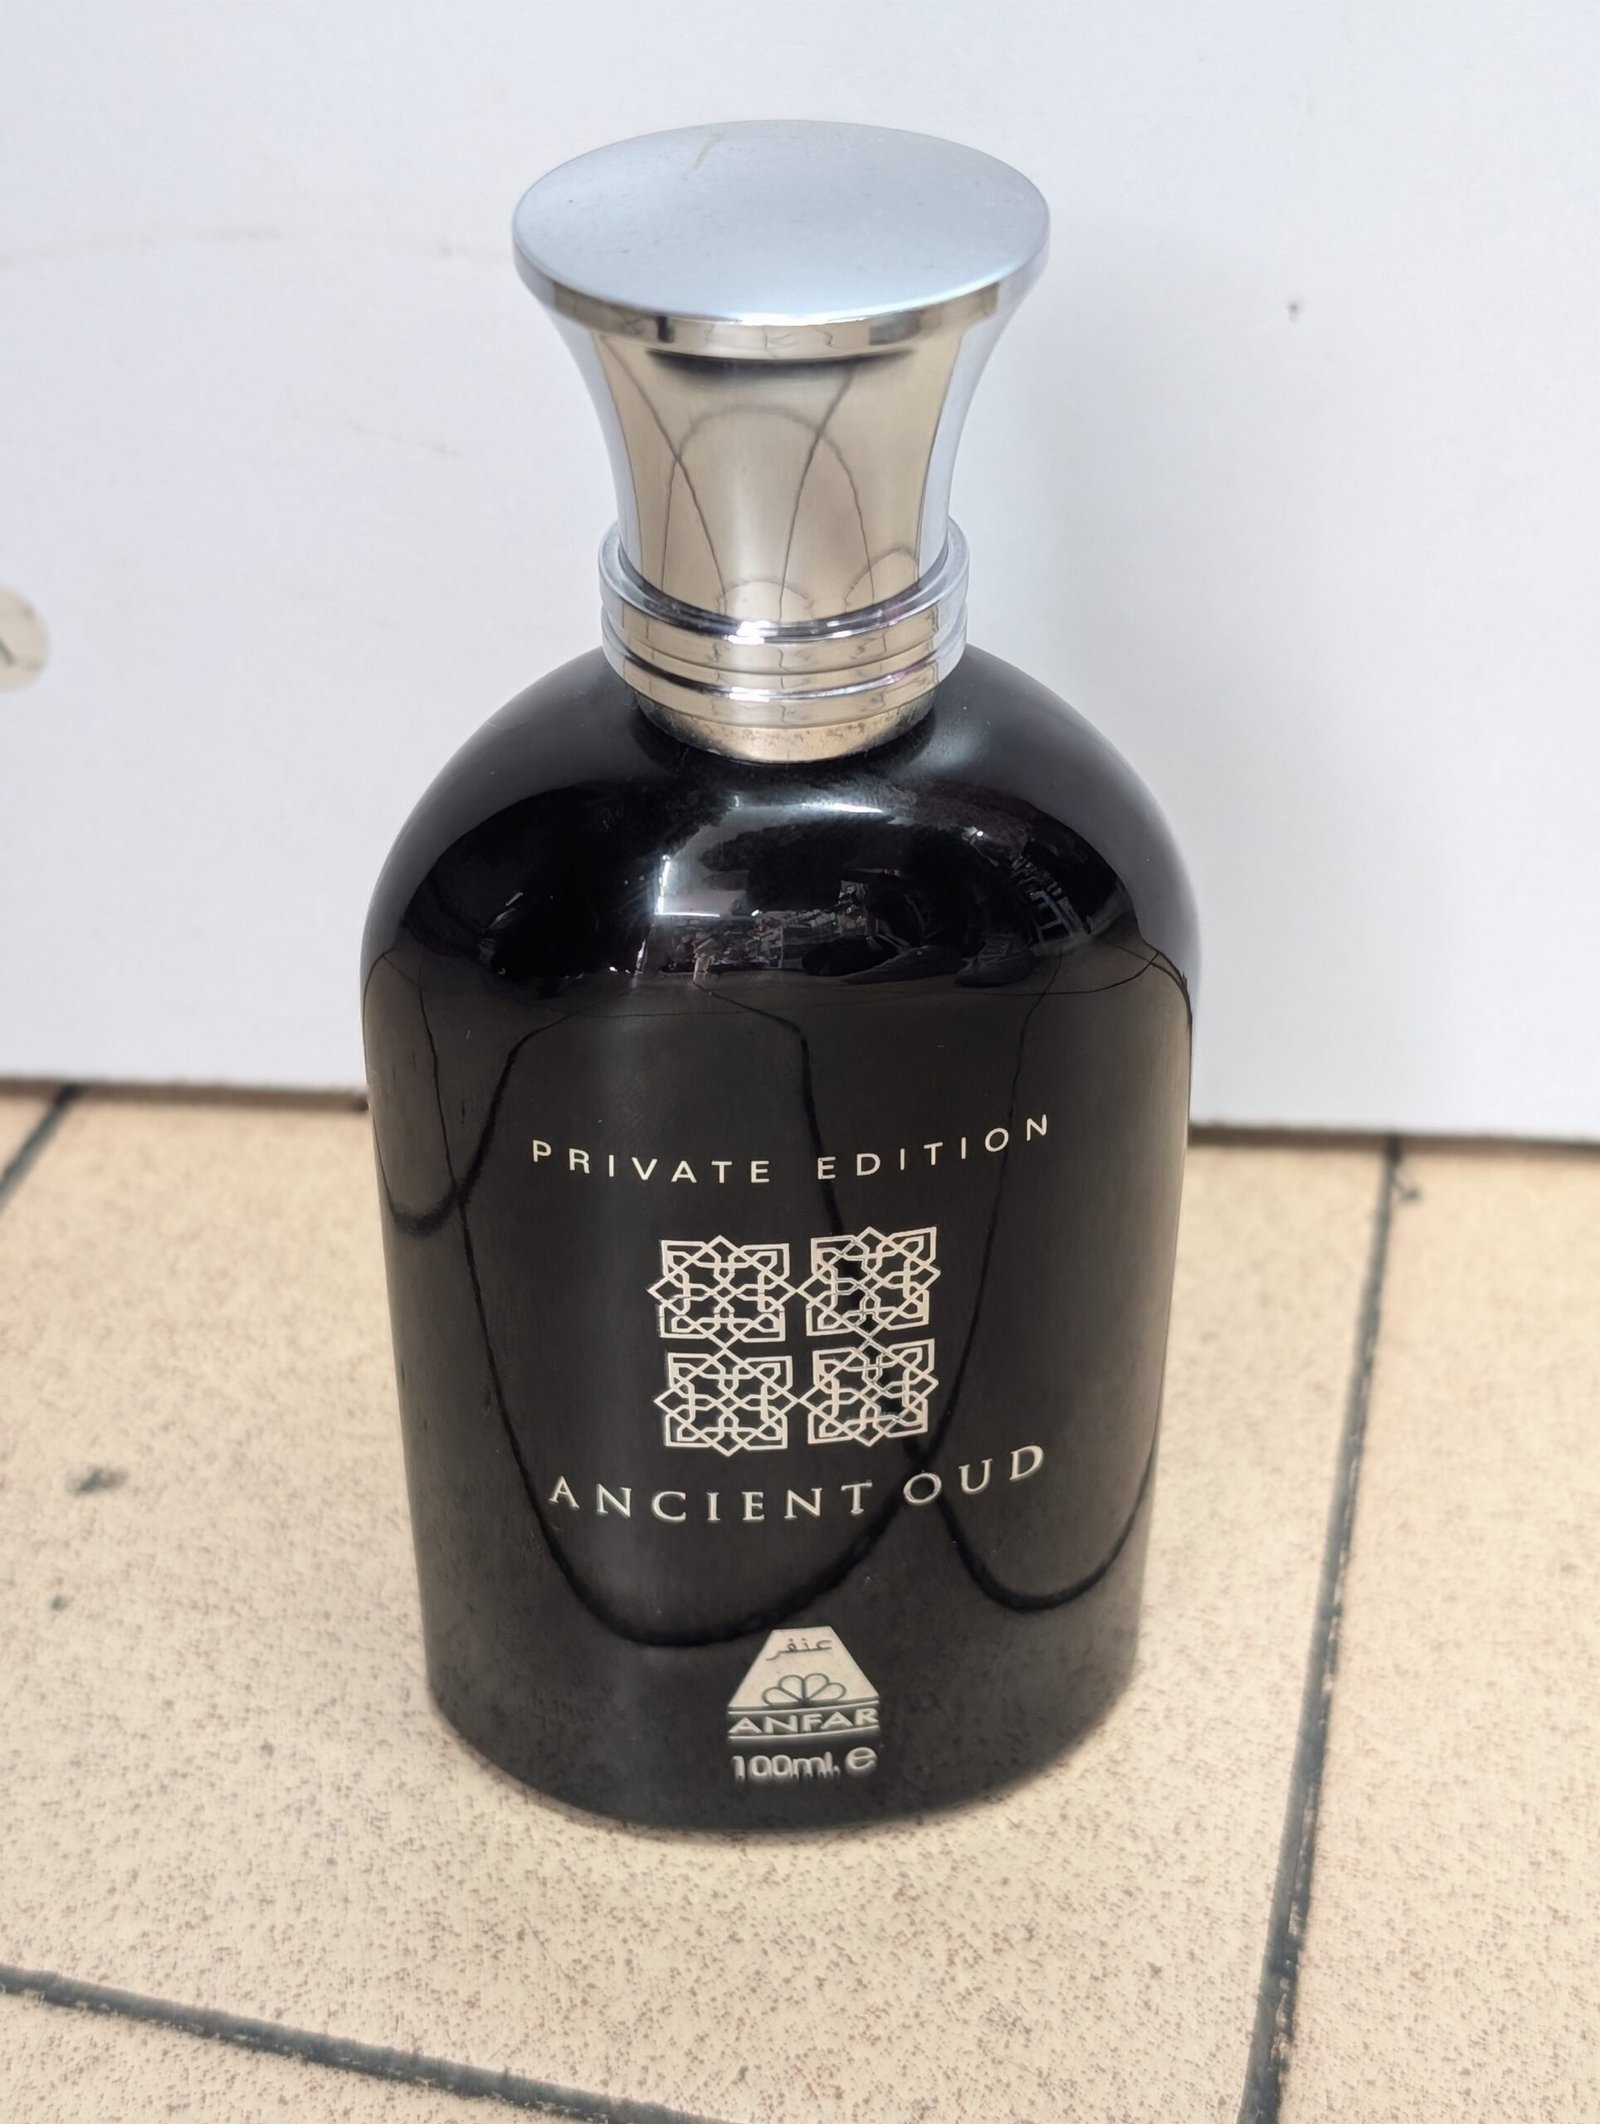 PRIVATE EDITION
ANCIENT OUD
عنفر
ANFAR
100ml. e